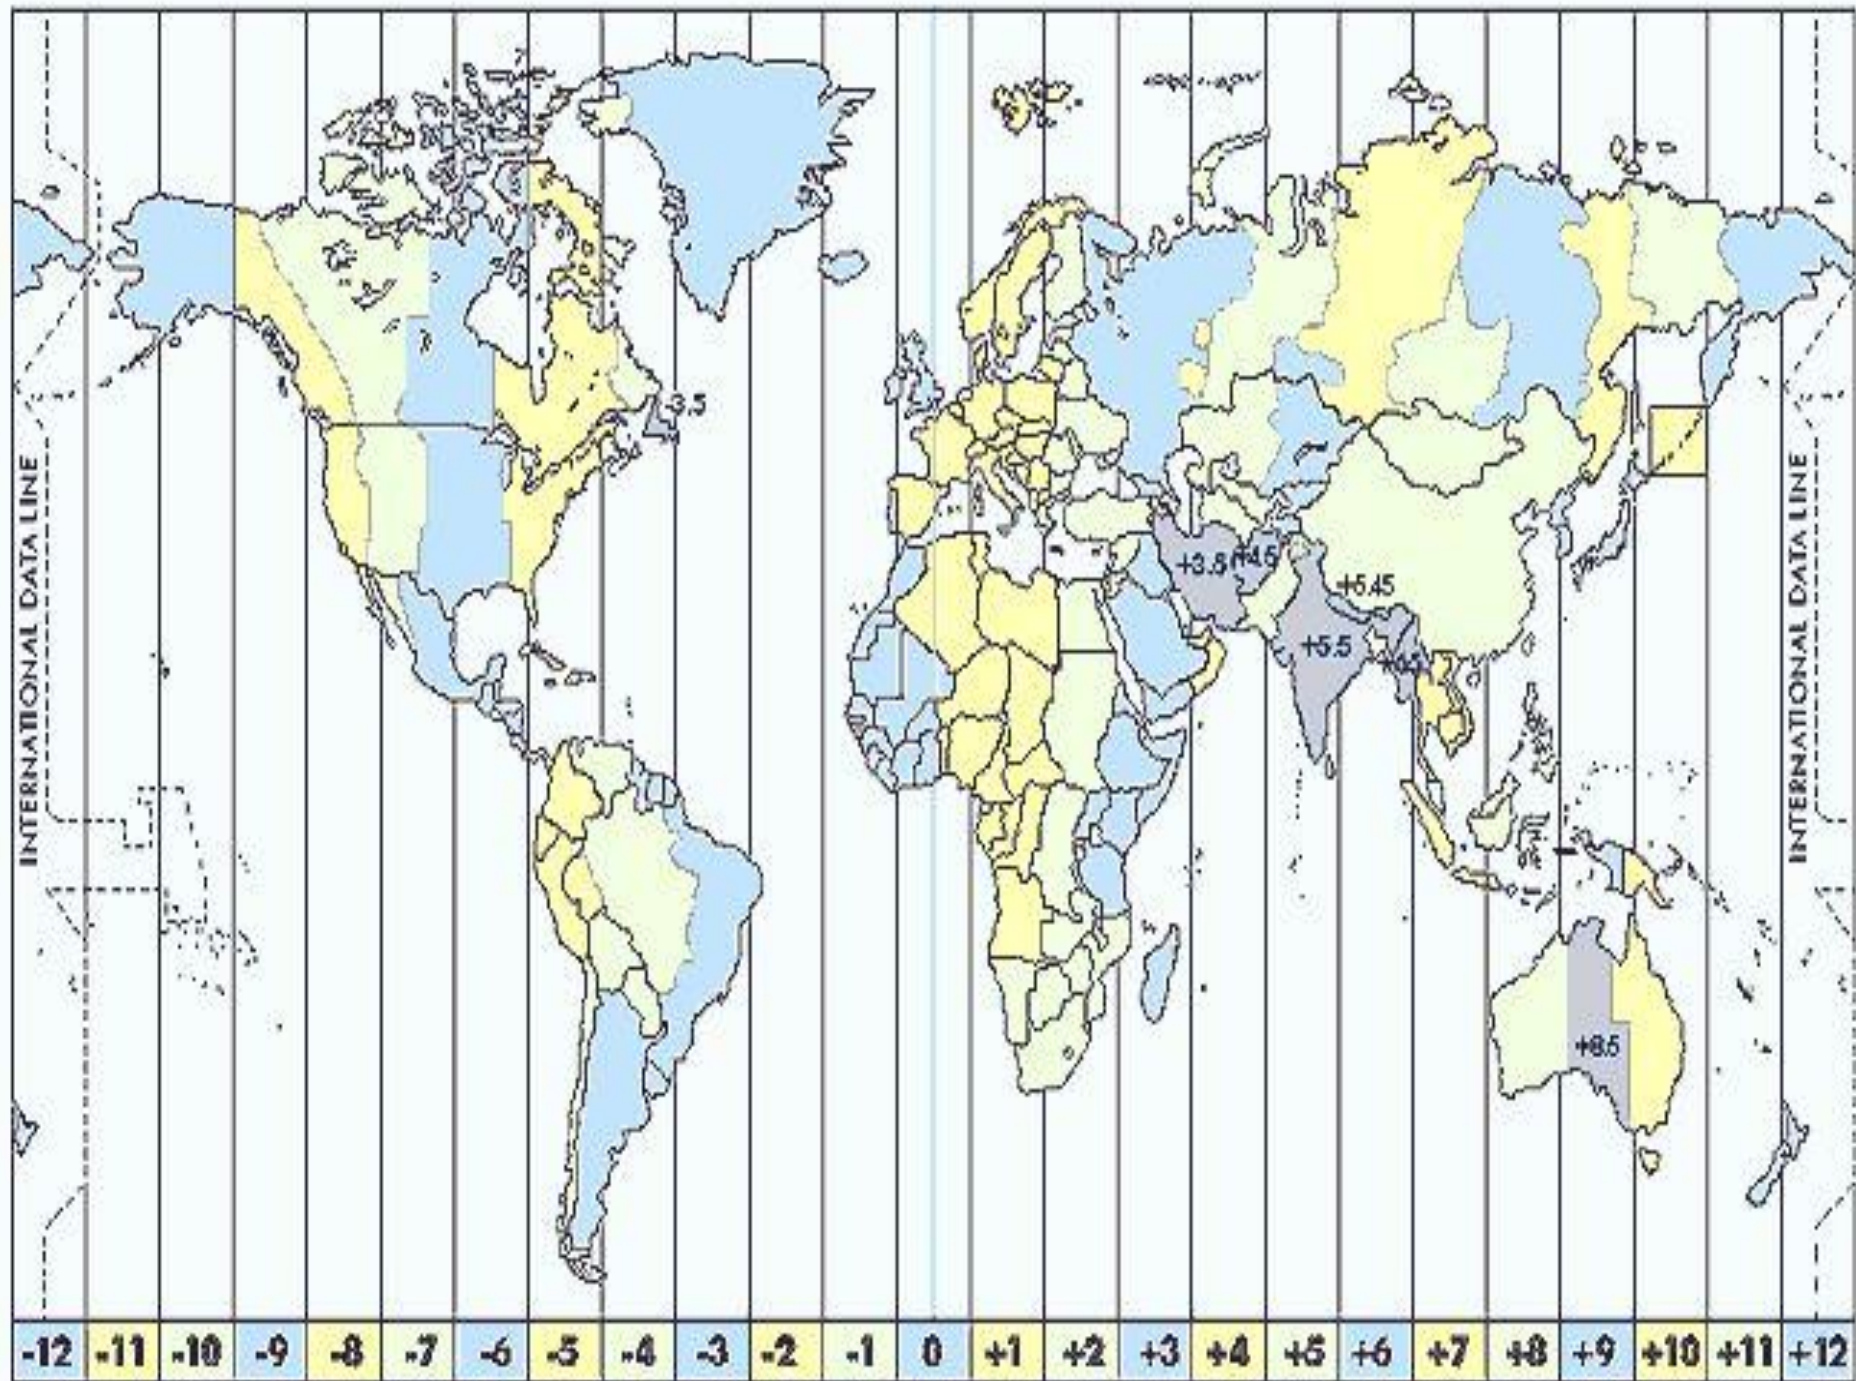 -3.5
+3.5
+4.5
+5.45
+5.5
+6.5
INTERNATIONAL DATA LINE
INTERNATIONAL DATA LINE
+8.5
-12 -11 -10 -9 -8 -7 -6 -5 -4 -3 -2 -1 0 +1 +2 +3 +4 +5 +6 +7 +8 +9 +10 +11 +12